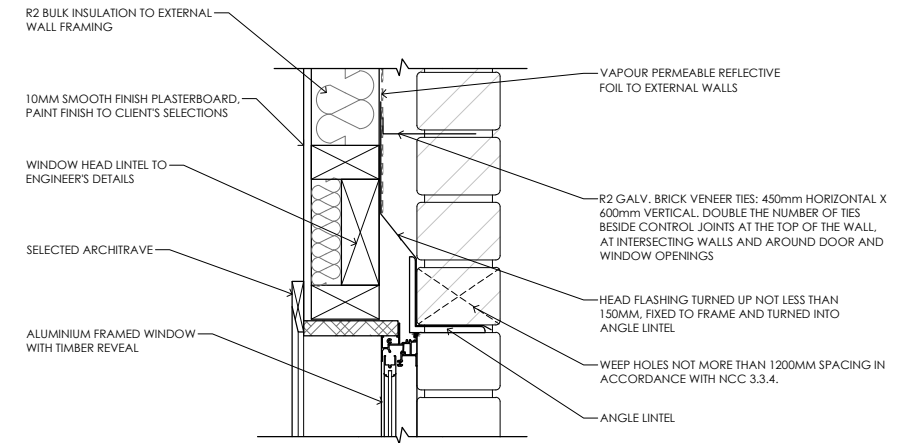 R2 BULK INSULATION TO EXTERNAL
WALL FRAMING
10MM SMOOTH FINISH PLASTERBOARD,
PAINT FINISH TO CLIENT'S SELECTIONS
WINDOW HEAD LINTEL TO
ENGINEER'S DETAILS
SELECTED ARCHITRAVE
ALUMINIUM FRAMED WINDOW
WITH TIMBER REVEAL
VAPOUR PERMEABLE REFLECTIVE
FOIL TO EXTERNAL WALLS
R2 GALV. BRICK VENEER TIES: 450mm HORIZONTAL X
600mm VERTICAL. DOUBLE THE NUMBER OF TIES
BESIDE CONTROL JOINTS AT THE TOP OF THE WALL,
AT INTERSECTING WALLS AND AROUND DOOR AND
WINDOW OPENINGS
HEAD FLASHING TURNED UP NOT LESS THAN
150MM, FIXED TO FRAME AND TURNED INTO
ANGLE LINTEL
WEEP HOLES NOT MORE THAN 1200MM SPACING IN
ACCORDANCE WITH NCC 3.3.4.
ANGLE LINTEL